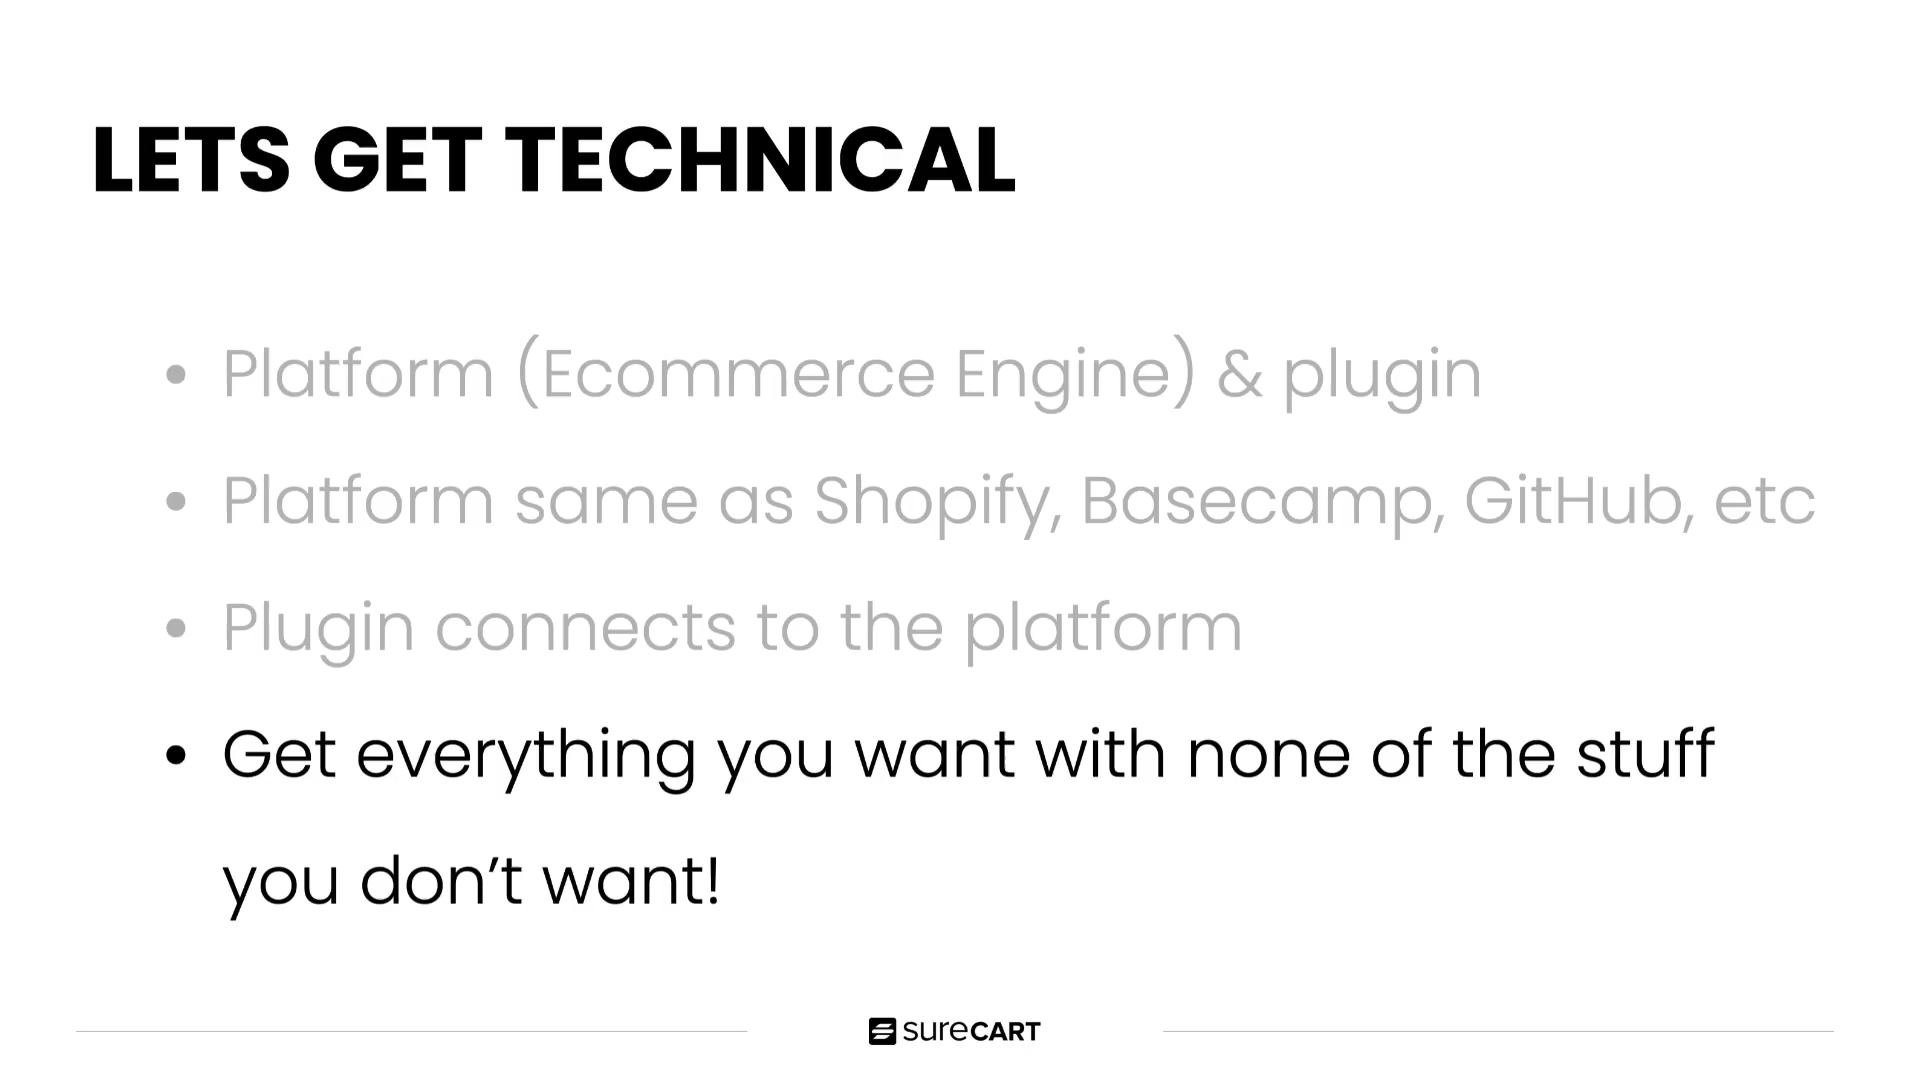 LETS GET TECHNICAL
• Platform (Ecommerce Engine) & plugin
• Platform same as Shopify, Basecamp, GitHub, etc
• Plugin connects to the platform
• Get everything you want with none of the stuff
you don’t want!
sureCART